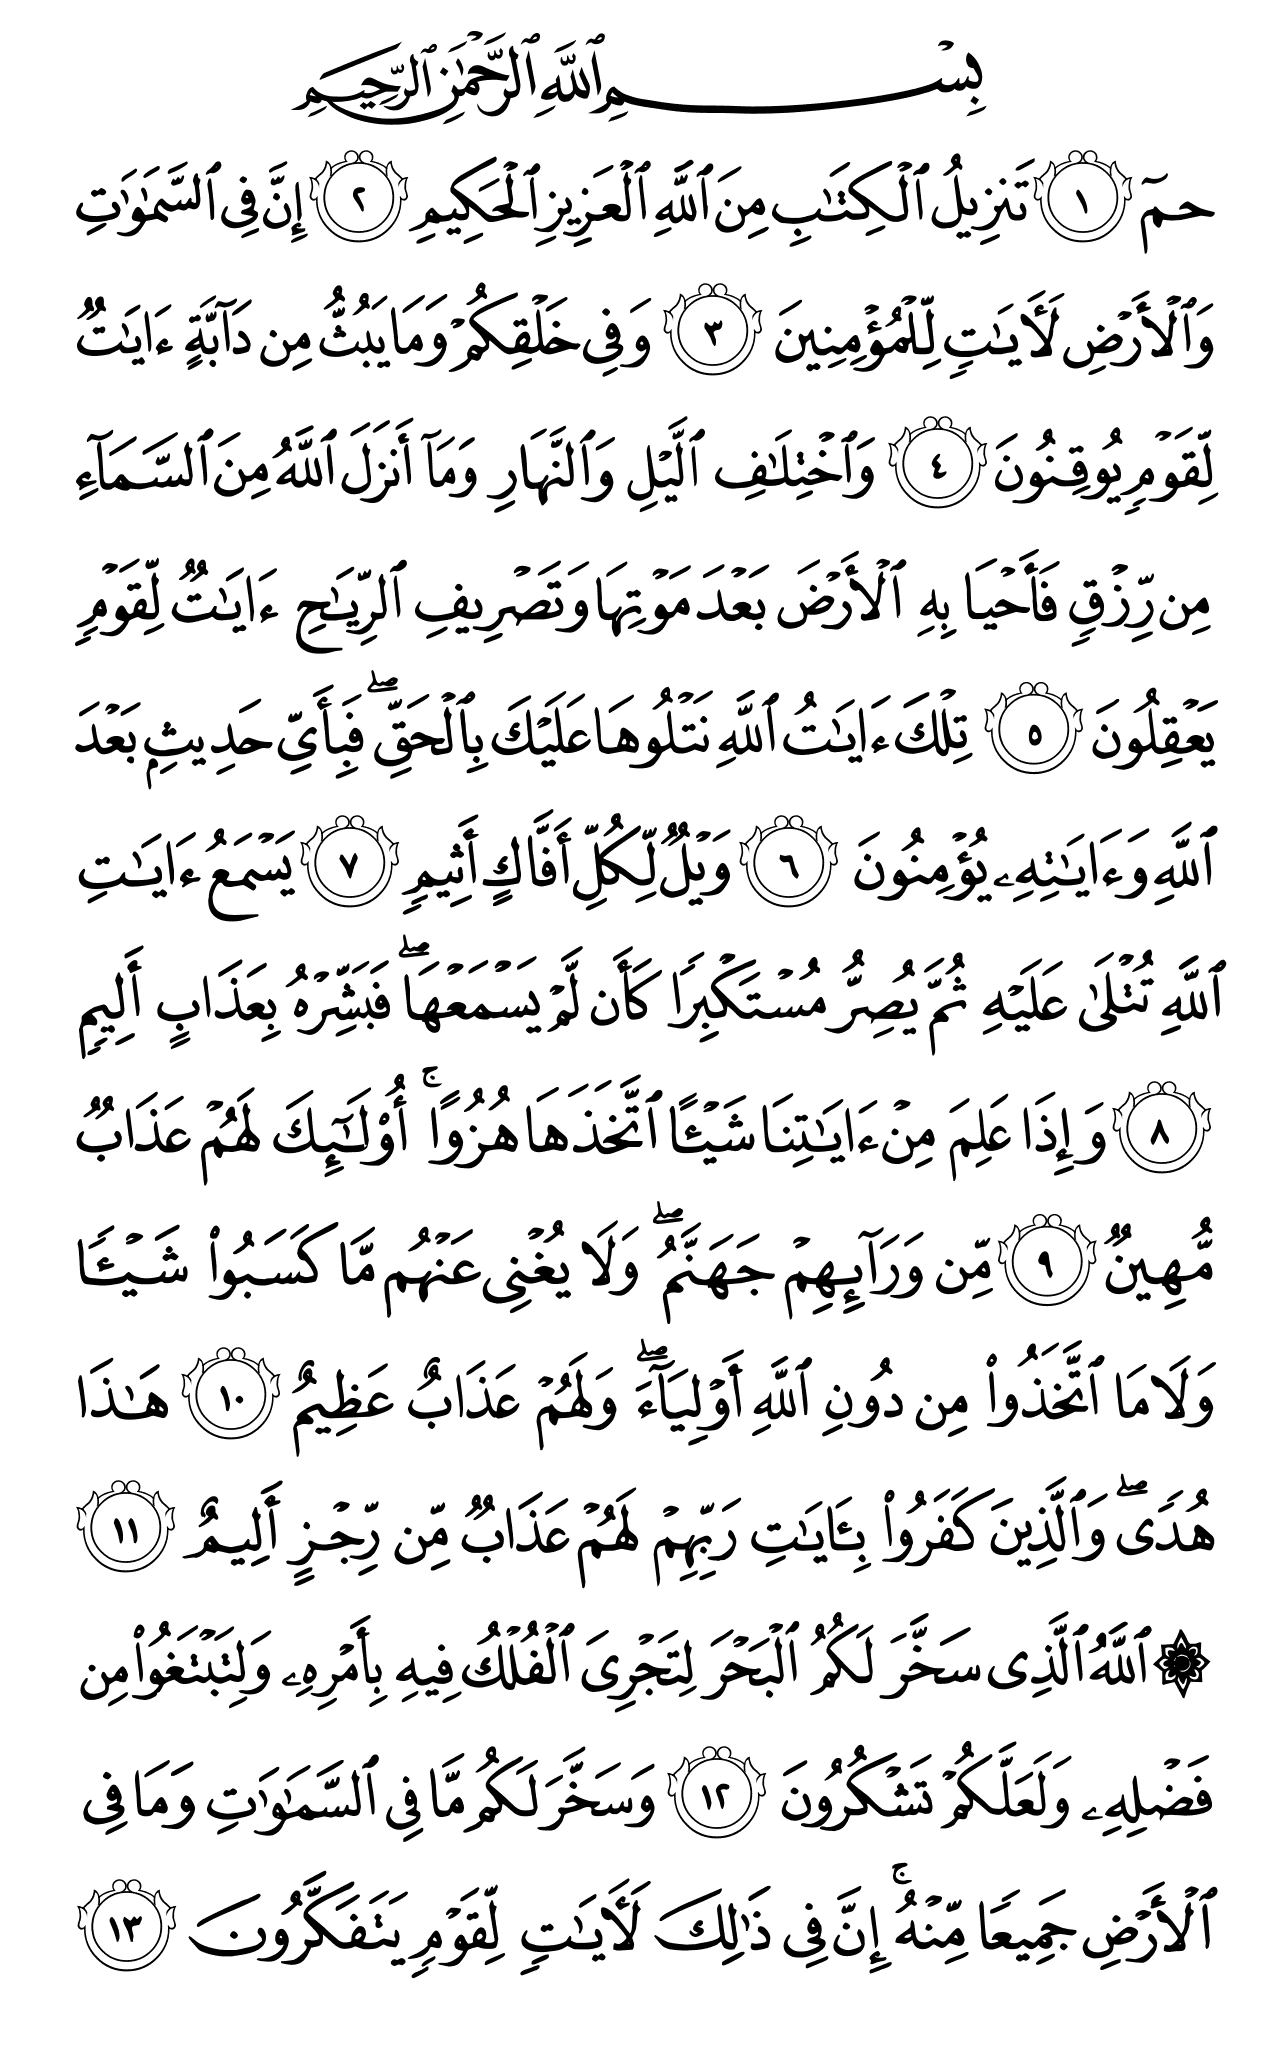 بِسْمِ ٱللَّهِ ٱلرَّحْمَٰنِ ٱلرَّحِيمِ
حمٓ ١ تَنزِيلُ ٱلْكِتَٰبِ مِنَ ٱللَّهِ ٱلْعَزِيزِ ٱلْحَكِيمِ ٢ إِنَّ فِى ٱلسَّمَٰوَٰتِ
وَٱلْأَرْضِ لَـَٔايَٰتٍ لِّلْمُؤْمِنِينَ ٣ وَفِى خَلْقِكُمْ وَمَا يَبُثُّ مِن دَآبَّةٍ ءَايَٰتٌ
لِّقَوْمٍ يُوقِنُونَ ٤ وَٱخْتِلَٰفِ ٱلَّيْلِ وَٱلنَّهَارِ وَمَآ أَنزَلَ ٱللَّهُ مِنَ ٱلسَّمَآءِ
مِن رِّزْقٍ فَأَحْيَا بِهِ ٱلْأَرْضَ بَعْدَ مَوْتِهَا وَتَصْرِيفِ ٱلرِّيَٰحِ ءَايَٰتٌ لِّقَوْمٍ
يَعْقِلُونَ ٥ تِلْكَ ءَايَٰتُ ٱللَّهِ نَتْلُوهَا عَلَيْكَ بِٱلْحَقِّ ۖ فَبِأَىِّ حَدِيثٍۭ بَعْدَ
ٱللَّهِ وَءَايَٰتِهِۦ يُؤْمِنُونَ ٦ وَيْلٌ لِّكُلِّ أَفَّاكٍ أَثِيمٍ ٧ يَسْمَعُ ءَايَٰتِ
ٱللَّهِ تُتْلَىٰ عَلَيْهِ ثُمَّ يُصِرُّ مُسْتَكْبِرًا كَأَن لَّمْ يَسْمَعْهَا ۖ فَبَشِّرْهُ بِعَذَابٍ أَلِيمٍ
٨ وَإِذَا عَلِمَ مِنْ ءَايَٰتِنَا شَيْـًٔا ٱتَّخَذَهَا هُزُوًا ۚ أُو۟لَٰٓئِكَ لَهُمْ عَذَابٌ
مُّهِينٌ ٩ مِّن وَرَآئِهِمْ جَهَنَّمُ ۖ وَلَا يُغْنِى عَنْهُم مَّا كَسَبُوا۟ شَيْـًٔا
وَلَا مَا ٱتَّخَذُوا۟ مِن دُونِ ٱللَّهِ أَوْلِيَآءَ ۖ وَلَهُمْ عَذَابٌ عَظِيمٌ ١٠ هَٰذَا
هُدًى ۖ وَٱلَّذِينَ كَفَرُوا۟ بِـَٔايَٰتِ رَبِّهِمْ لَهُمْ عَذَابٌ مِّن رِّجْزٍ أَلِيمٌ ١١
۞ ٱللَّهُ ٱلَّذِى سَخَّرَ لَكُمُ ٱلْبَحْرَ لِتَجْرِىَ ٱلْفُلْكُ فِيهِ بِأَمْرِهِۦ وَلِتَبْتَغُوا۟ مِن
فَضْلِهِۦ وَلَعَلَّكُمْ تَشْكُرُونَ ١٢ وَسَخَّرَ لَكُم مَّا فِى ٱلسَّمَٰوَٰتِ وَمَا فِى
ٱلْأَرْضِ جَمِيعًا مِّنْهُ ۚ إِنَّ فِى ذَٰلِكَ لَـَٔايَٰتٍ لِّقَوْمٍ يَتَفَكَّرُونَ ١٣